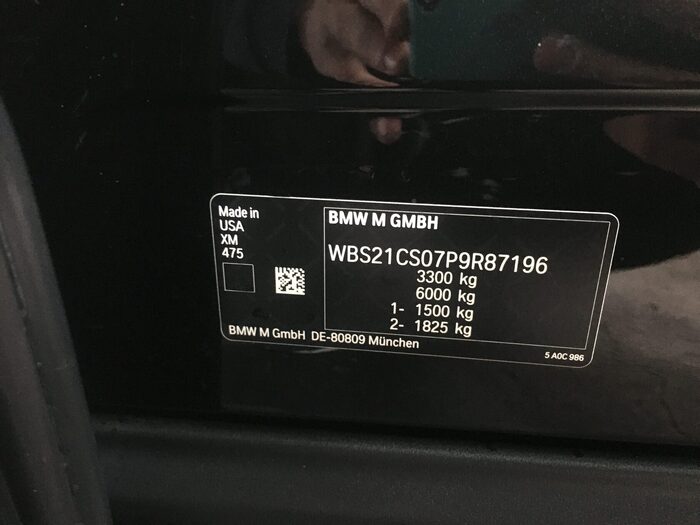 Made in
USA
XM
475
BMW M GMBH
WBS21CS07P9R87196
3300 kg
6000 kg
1- 1500 kg
2- 1825 kg
BMW M GmbH DE-80809 München
5 A0C 986